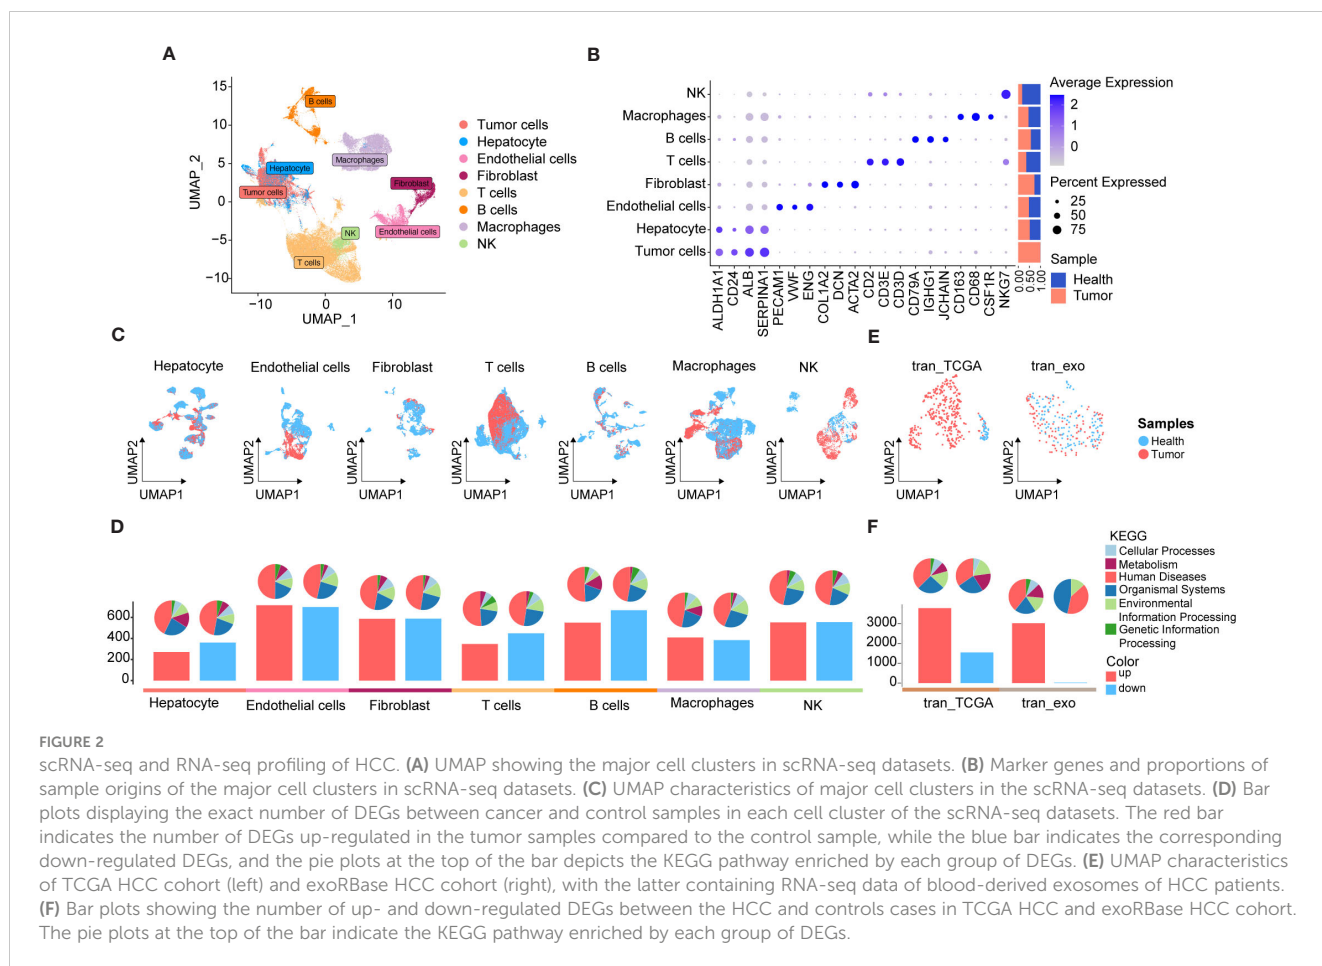 A
15
10
5
0
−5
−10
UMAP_2
−10
0
10
UMAP_1
B cells
Macrophages
Hepatocyte
Tumor cells
Fibroblast
Endothelial cells
NK
T cells
Tumor cells
Hepatocyte
Endothelial cells
Fibroblast
T cells
B cells
Macrophages
NK
B
NK
Macrophages
B cells
T cells
Fibroblast
Endothelial cells
Hepatocyte
Tumor cells
ALDH1A1
CD24
ALB
SERPINA1
PECAM1
VWF
ENG
COL1A2
DCN
ACTA2
CD2
CD3E
CD3D
CD79A
IGHG1
JCHAIN
CD163
CD68
CSF1R
NKG7
0.00
0.50
1.00
Average Expression
2
1
0
Percent Expressed
25
50
75
Sample
Health
Tumor
C
Hepatocyte
Endothelial cells
Fibroblast
T cells
B cells
Macrophages
NK
UMAP2
UMAP1
UMAP2
UMAP1
UMAP2
UMAP1
UMAP2
UMAP1
UMAP2
UMAP1
UMAP2
UMAP1
UMAP2
UMAP1
E
tran_TCGA
tran_exo
UMAP2
UMAP1
UMAP2
UMAP1
Samples
Health
Tumor
D
600
400
200
0
Hepatocyte
Endothelial cells
Fibroblast
T cells
B cells
Macrophages
NK
F
3000
2000
1000
0
tran_TCGA
tran_exo
KEGG
Cellular Processes
Metabolism
Human Diseases
Organismal Systems
Environmental
Information Processing
Genetic Information
Processing
Color
up
down
FIGURE 2
scRNA-seq and RNA-seq profiling of HCC. (A) UMAP showing the major cell clusters in scRNA-seq datasets. (B) Marker genes and proportions of
sample origins of the major cell clusters in scRNA-seq datasets. (C) UMAP characteristics of major cell clusters in the scRNA-seq datasets. (D) Bar
plots displaying the exact number of DEGs between cancer and control samples in each cell cluster of the scRNA-seq datasets. The red bar
indicates the number of DEGs up-regulated in the tumor samples compared to the control sample, while the blue bar indicates the corresponding
down-regulated DEGs, and the pie plots at the top of the bar depicts the KEGG pathway enriched by each group of DEGs. (E) UMAP characteristics
of TCGA HCC cohort (left) and exoRBase HCC cohort (right), with the latter containing RNA-seq data of blood-derived exosomes of HCC patients.
(F) Bar plots showing the number of up- and down-regulated DEGs between the HCC and controls cases in TCGA HCC and exoRBase HCC cohort.
The pie plots at the top of the bar indicate the KEGG pathway enriched by each group of DEGs.